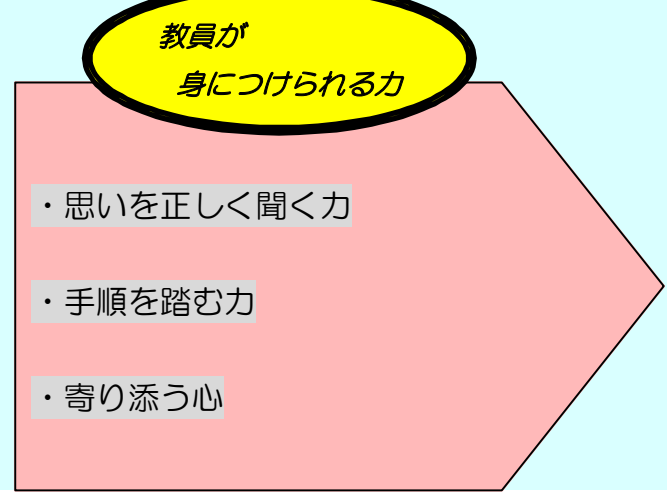 教員が
身につけられる力
・思いを正しく聞く力
・手順を踏む力
・寄り添う心